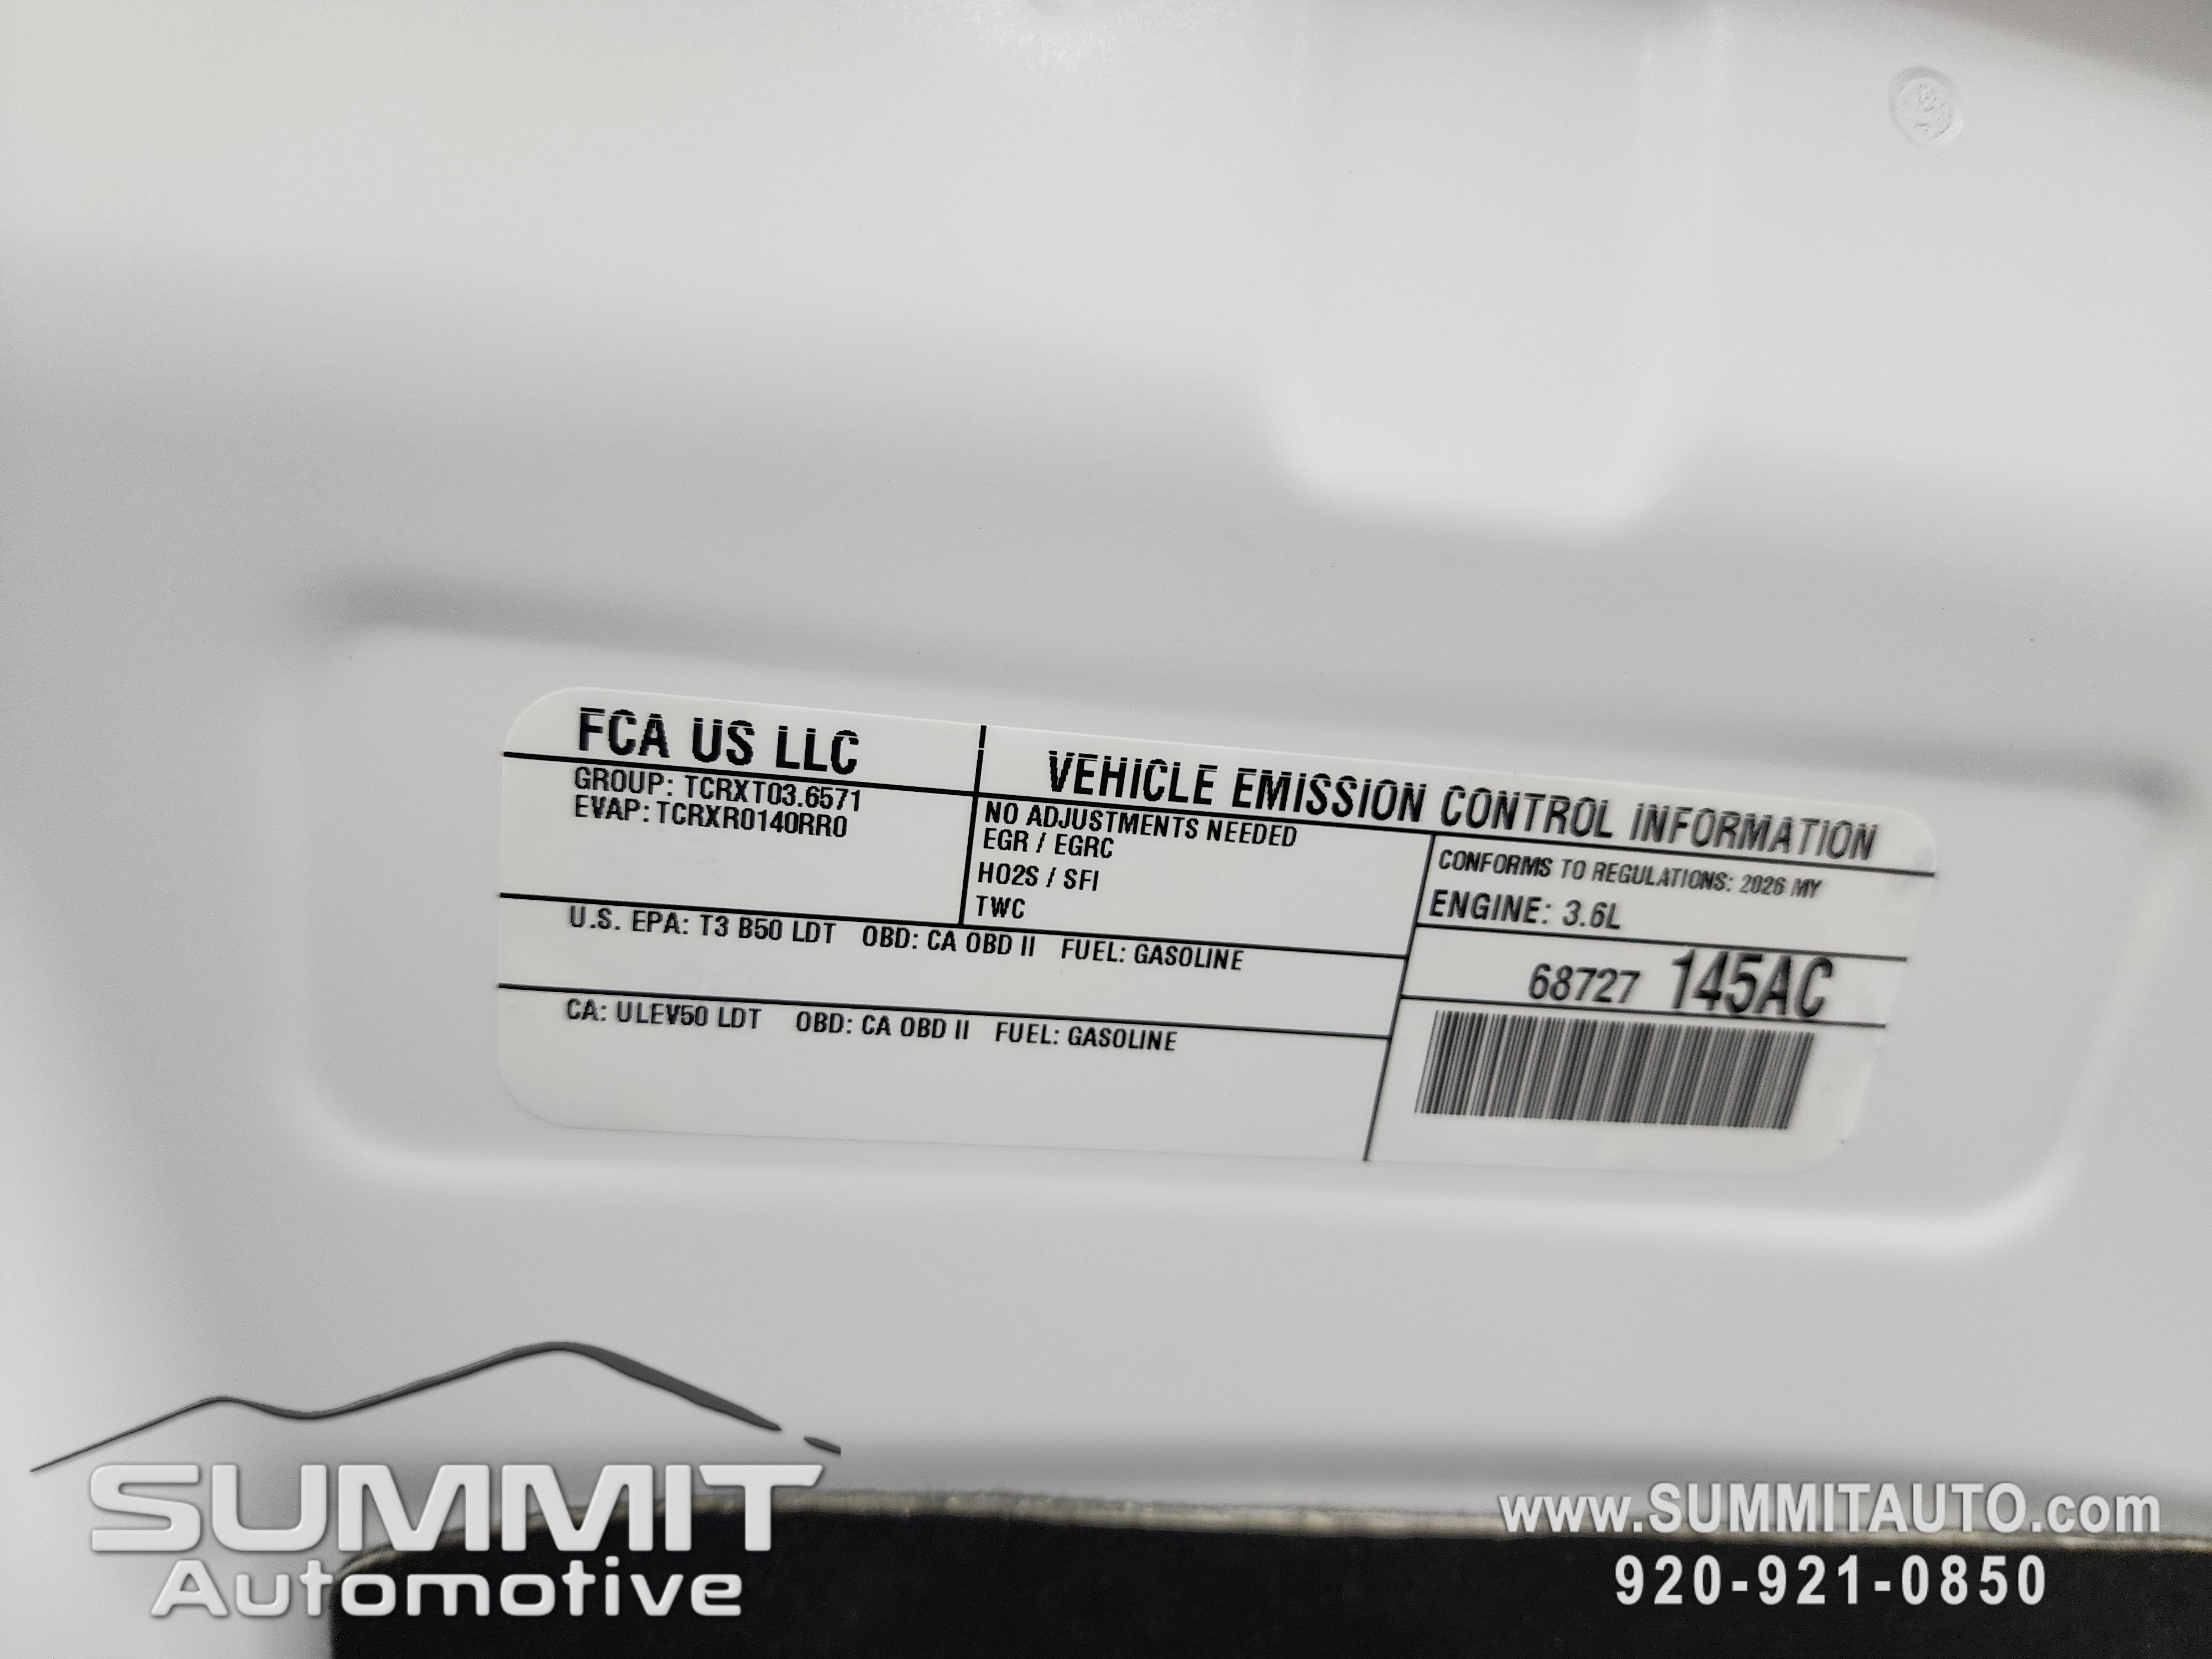 FCA US LLC
VEHICLE EMISSION CONTROL INFORMATION
GROUP: TCRXT03.6571
EVAP: TCRXR0140RR0
NO ADJUSTMENTS NEEDED
EGR / EGRC
HO2S / SFI
TWC
CONFORMS TO REGULATIONS: 2026 MY
ENGINE: 3.6L
U.S. EPA: T3 B50 LDT OBD: CA OBD II FUEL: GASOLINE
68727 145AC
CA: ULEV50 LDT OBD: CA OBD II FUEL: GASOLINE
SUMMIT
Automotive
www.SUMMITAUTO.com
920-921-0850